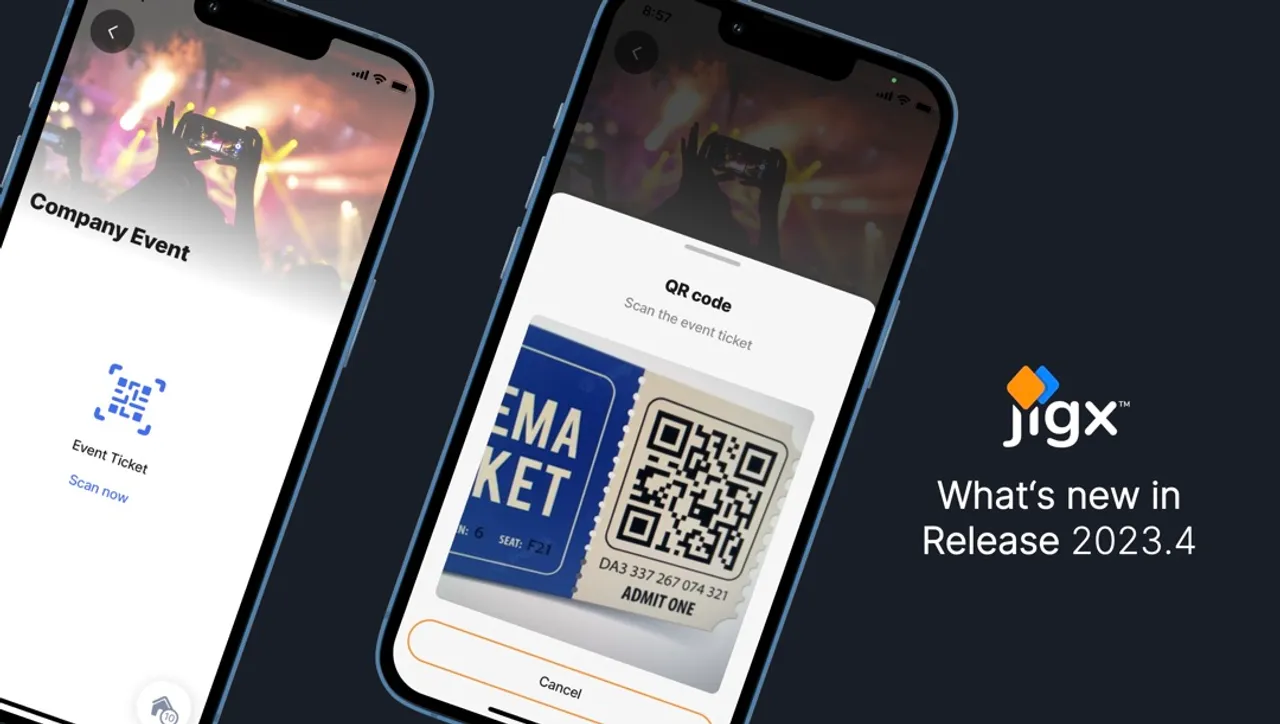 Company Event
Event Ticket
Scan now
10
8:57
QR code
Scan the event ticket
EMA
KET
N: 6 SEAT: F21
DA3 337 267 074 321
ADMIT ONE
Cancel
jigx™
What‘s new in
Release 2023.4